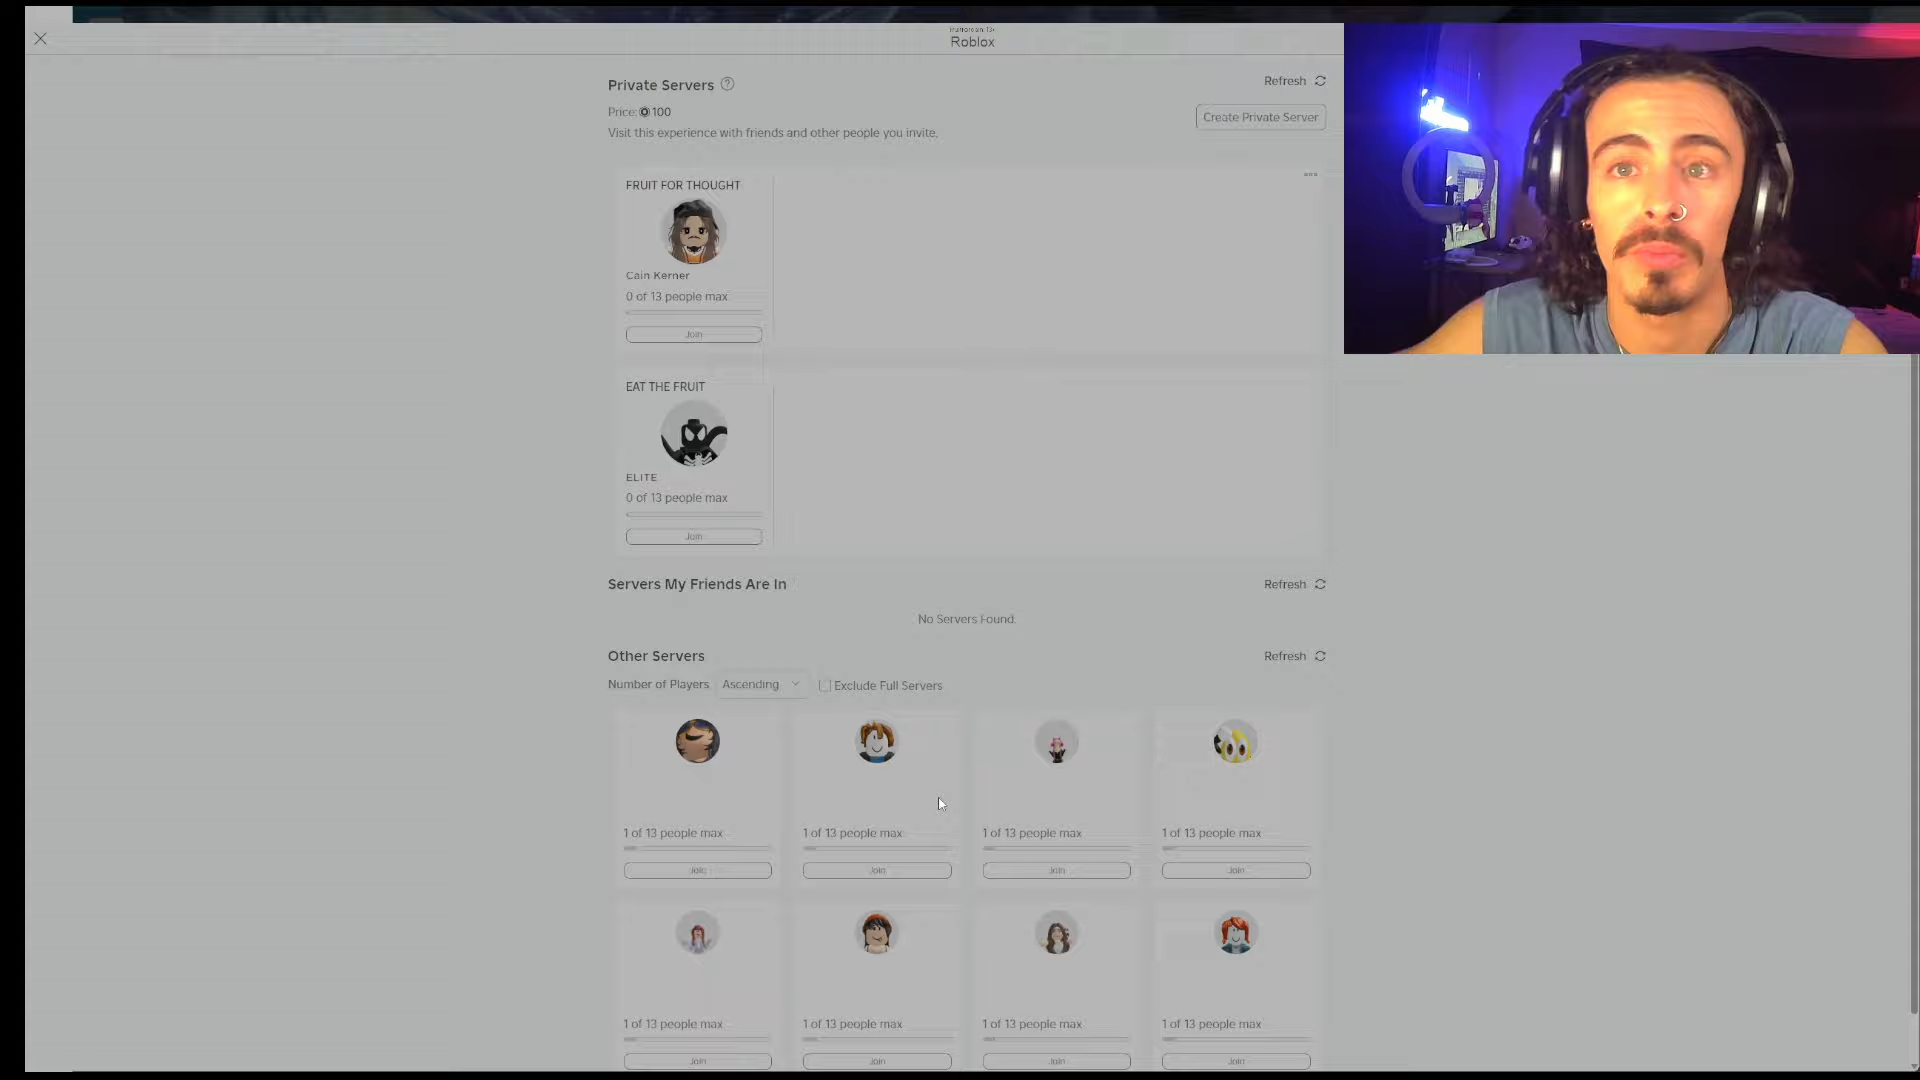 Roblox
Private Servers
Refresh
Price: 100
Create Private Server
Visit this experience with friends and other people you invite.
FRUIT FOR THOUGHT
Cain Kerner
0 of 13 people max
Join
EAT THE FRUIT
ELITE
0 of 13 people max
Join
Servers My Friends Are In
Refresh
No Servers Found.
Other Servers
Refresh
Number of Players Ascending Exclude Full Servers
1 of 13 people max 1 of 13 people max 1 of 13 people max 1 of 13 people max
Join Join Join Join
1 of 13 people max 1 of 13 people max 1 of 13 people max 1 of 13 people max
Join Join Join Join